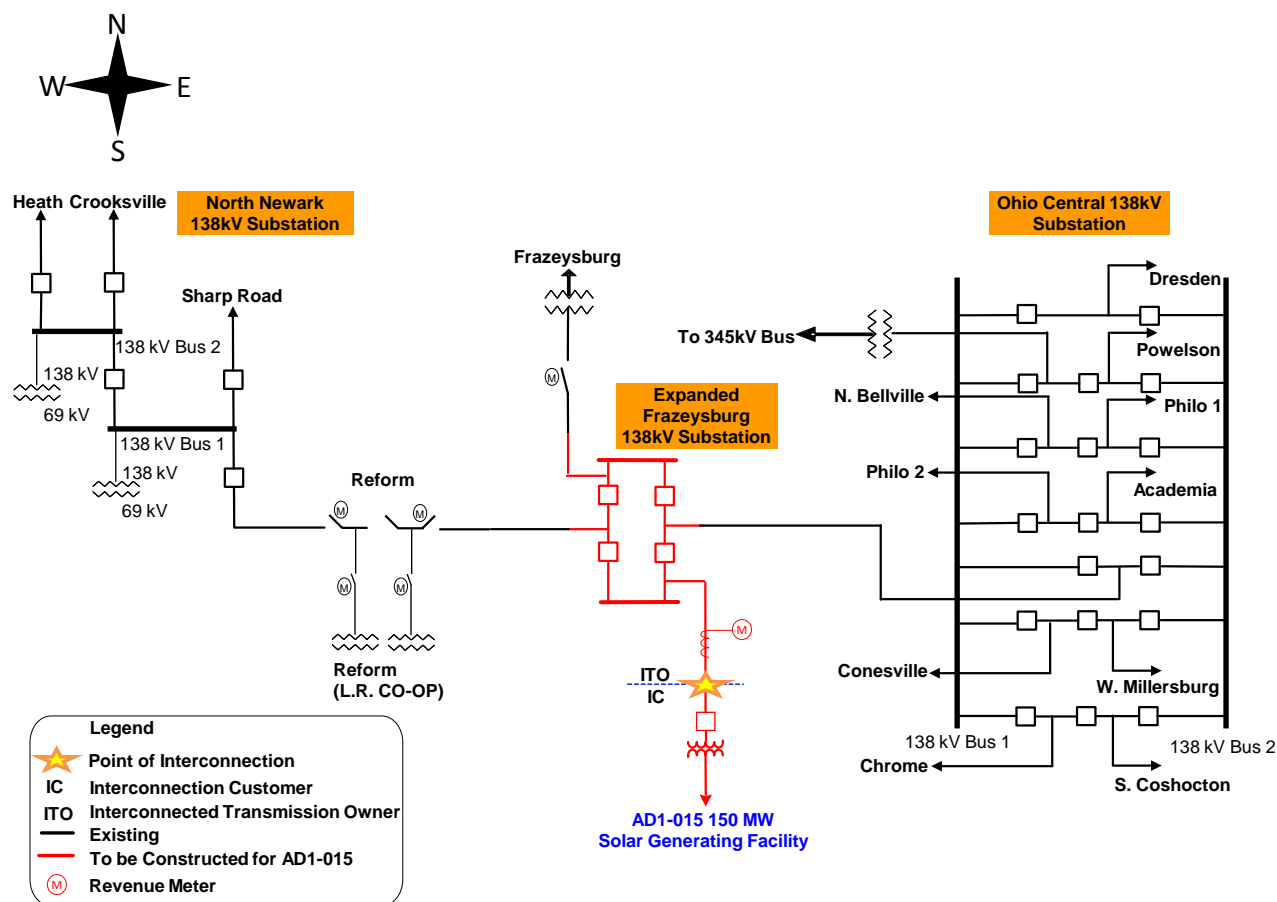 N
W
E
S
Heath Crooksville
North Newark
138kV Substation
Ohio Central 138kV
Substation
Frazeysburg
Dresden
Sharp Road
To 345kV Bus
Powelson
138 kV Bus 2
138 kV
69 kV
M
N. Bellville
Philo 1
Expanded
Frazeysburg
138kV Substation
138 kV Bus 1
138 kV
69 kV
Reform
M
M
Philo 2
Academia
M
M
Reform
(L.R. CO-OP)
M
ITO
IC
Conesville
W. Millersburg
138 kV Bus 1
138 kV Bus 2
Chrome
S. Coshocton
AD1-015 150 MW
Solar Generating Facility
Legend
Point of Interconnection
IC Interconnection Customer
ITO Interconnected Transmission Owner
Existing
To be Constructed for AD1-015
M Revenue Meter